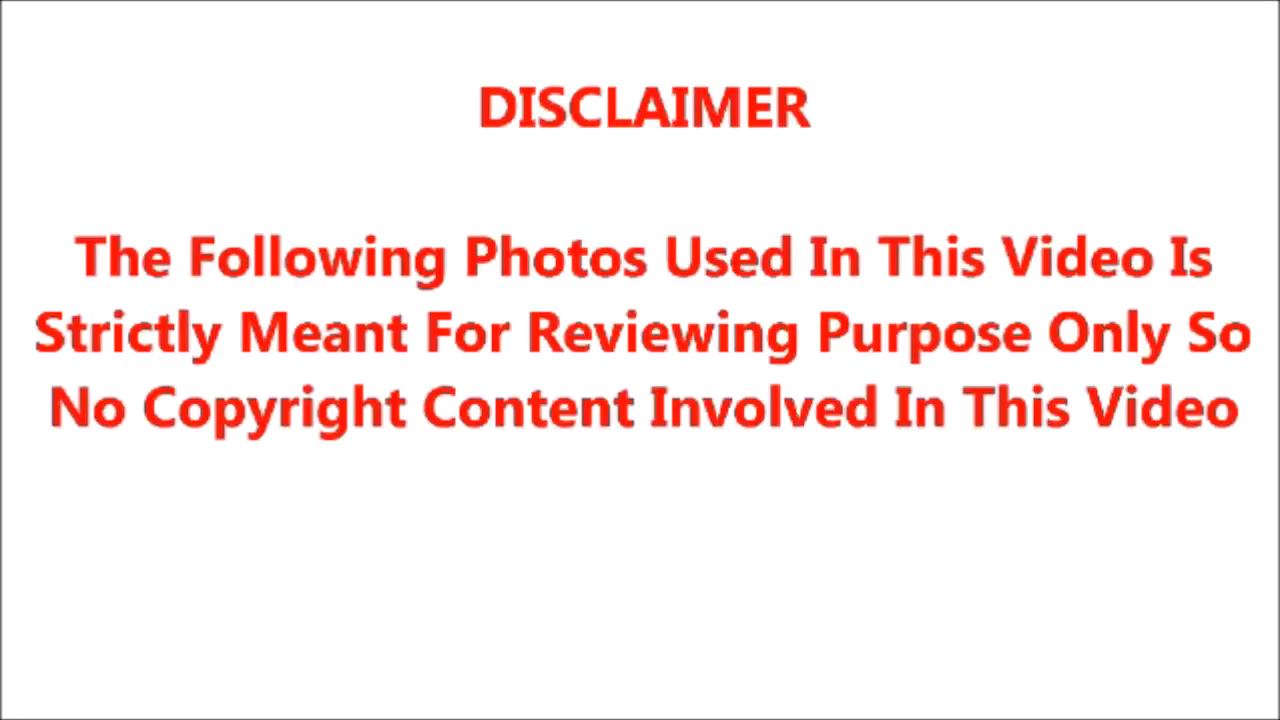 DISCLAIMER
The Following Photos Used In This Video Is
Strictly Meant For Reviewing Purpose Only So
No Copyright Content Involved In This Video